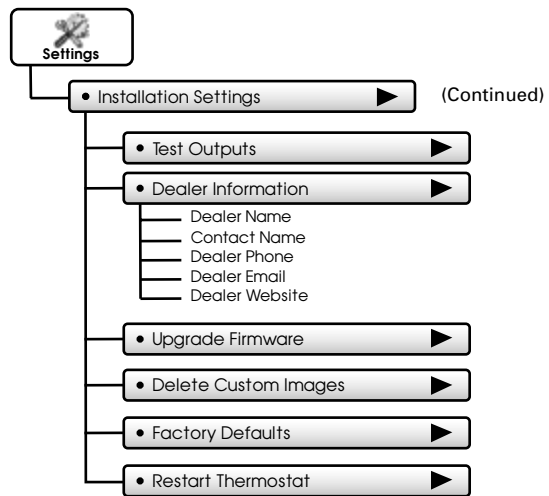 Settings
• Installation Settings (Continued)
• Test Outputs
• Dealer Information
Dealer Name
Contact Name
Dealer Phone
Dealer Email
Dealer Website
• Upgrade Firmware
• Delete Custom Images
• Factory Defaults
• Restart Thermostat